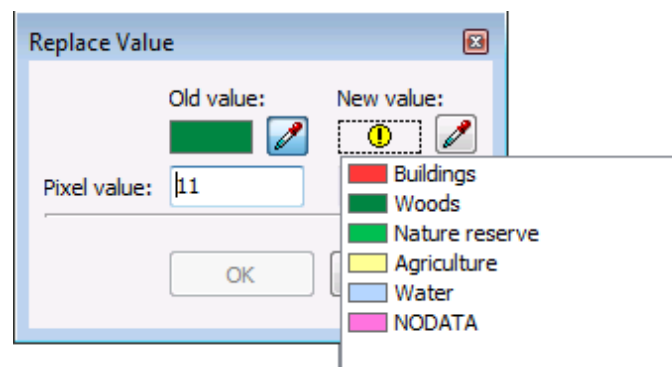 Replace Value
Old value: New value:
Pixel value: 11
Buildings
Woods
Nature reserve
Agriculture
Water
NODATA
OK